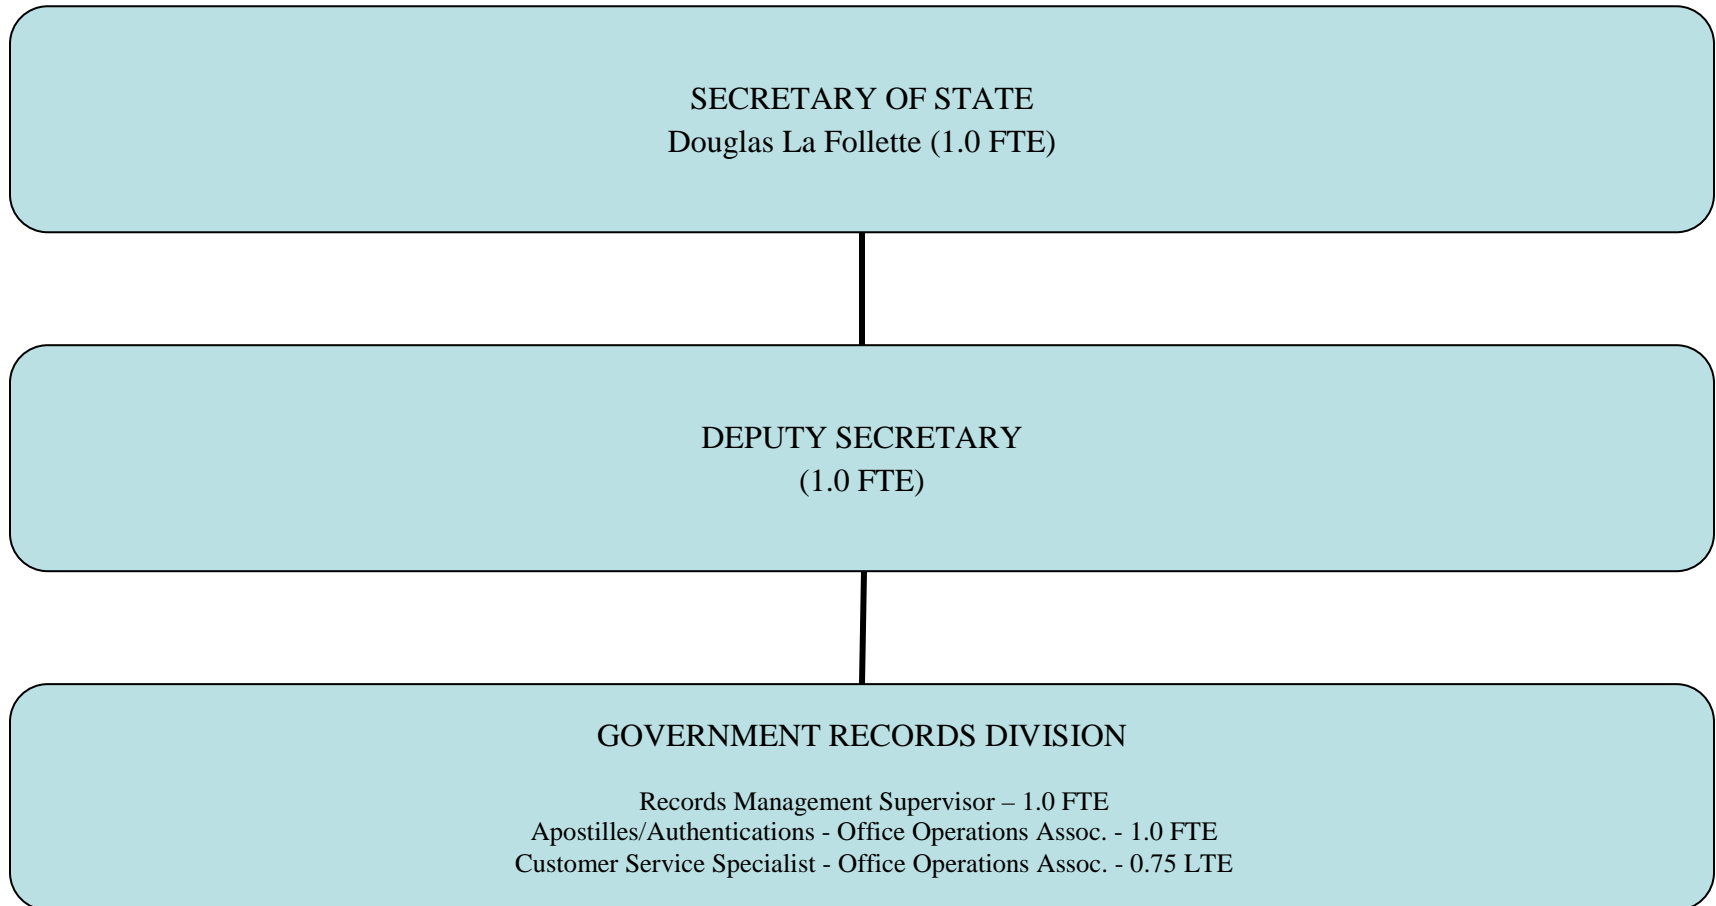 SECRETARY OF STATE
Douglas La Follette (1.0 FTE)
DEPUTY SECRETARY
(1.0 FTE)
GOVERNMENT RECORDS DIVISION
Records Management Supervisor – 1.0 FTE
Apostilles/Authentications - Office Operations Assoc. - 1.0 FTE
Customer Service Specialist - Office Operations Assoc. - 0.75 LTE